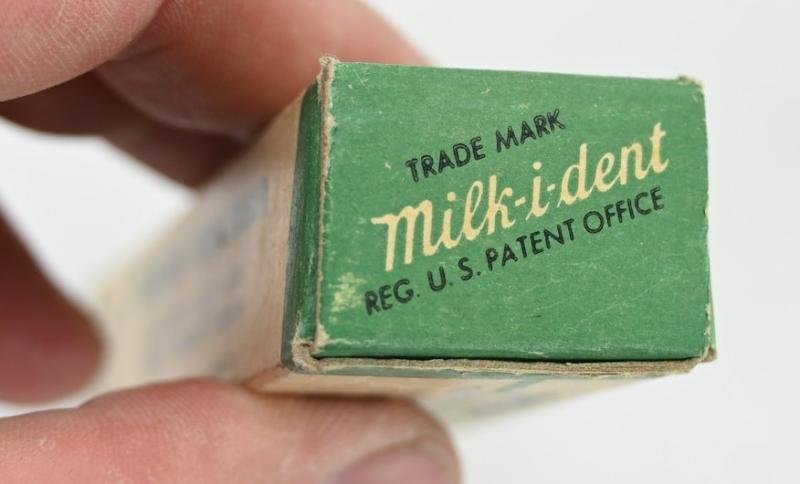 TRADE MARK
Milk-i-dent
REG. U. S. PATENT OFFICE